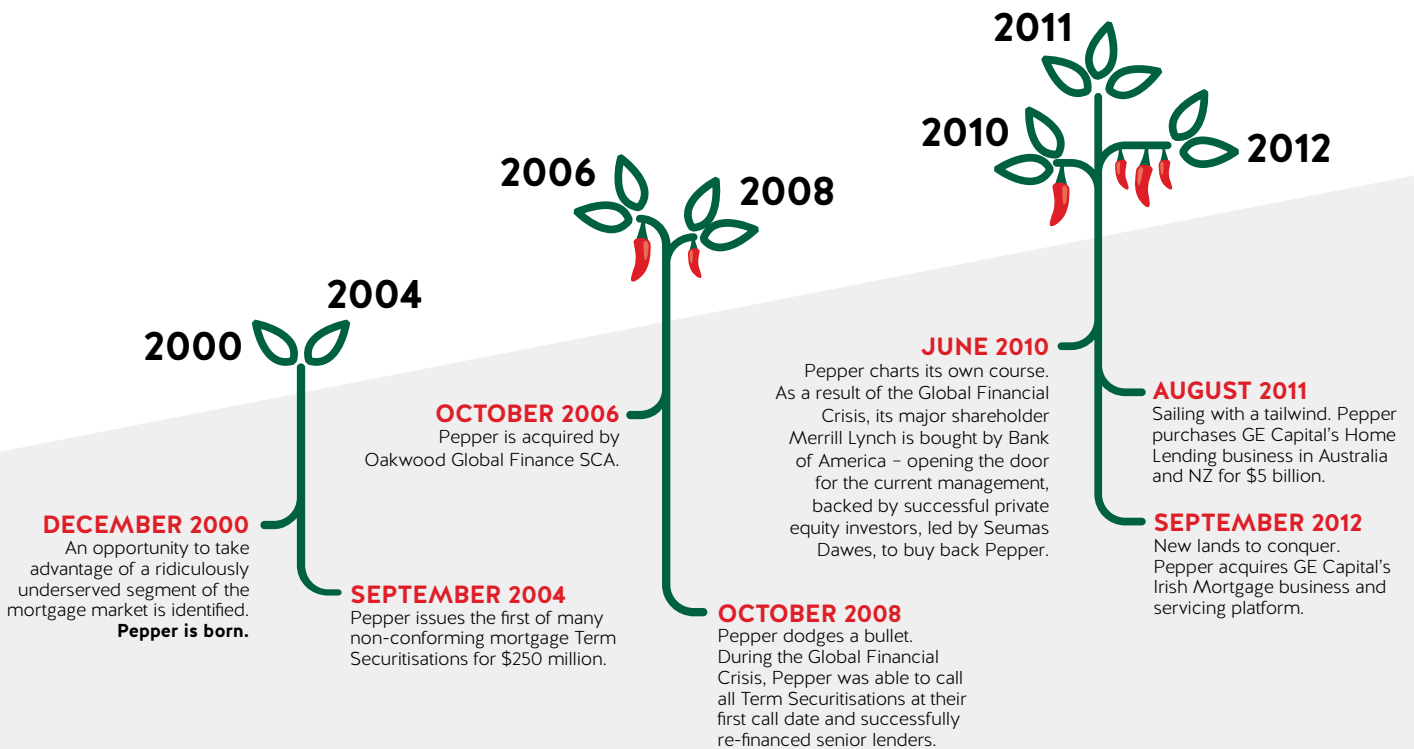 2000
2004
DECEMBER 2000
An opportunity to take
advantage of a ridiculously
underserved segment of the
mortgage market is identified.
Pepper is born.
SEPTEMBER 2004
Pepper issues the first of many
non-conforming mortgage Term
Securitisations for $250 million.
2006
2008
OCTOBER 2006
Pepper is acquired by
Oakwood Global Finance SCA.
OCTOBER 2008
Pepper dodges a bullet.
During the Global Financial
Crisis, Pepper was able to call
all Term Securitisations at their
first call date and successfully
re-financed senior lenders.
2010
2011
2012
JUNE 2010
Pepper charts its own course.
As a result of the Global Financial
Crisis, its major shareholder
Merrill Lynch is bought by Bank
of America – opening the door
for the current management,
backed by successful private
equity investors, led by Seumas
Dawes, to buy back Pepper.
AUGUST 2011
Sailing with a tailwind. Pepper
purchases GE Capital's Home
Lending business in Australia
and NZ for $5 billion.
SEPTEMBER 2012
New lands to conquer.
Pepper acquires GE Capital's
Irish Mortgage business and
servicing platform.